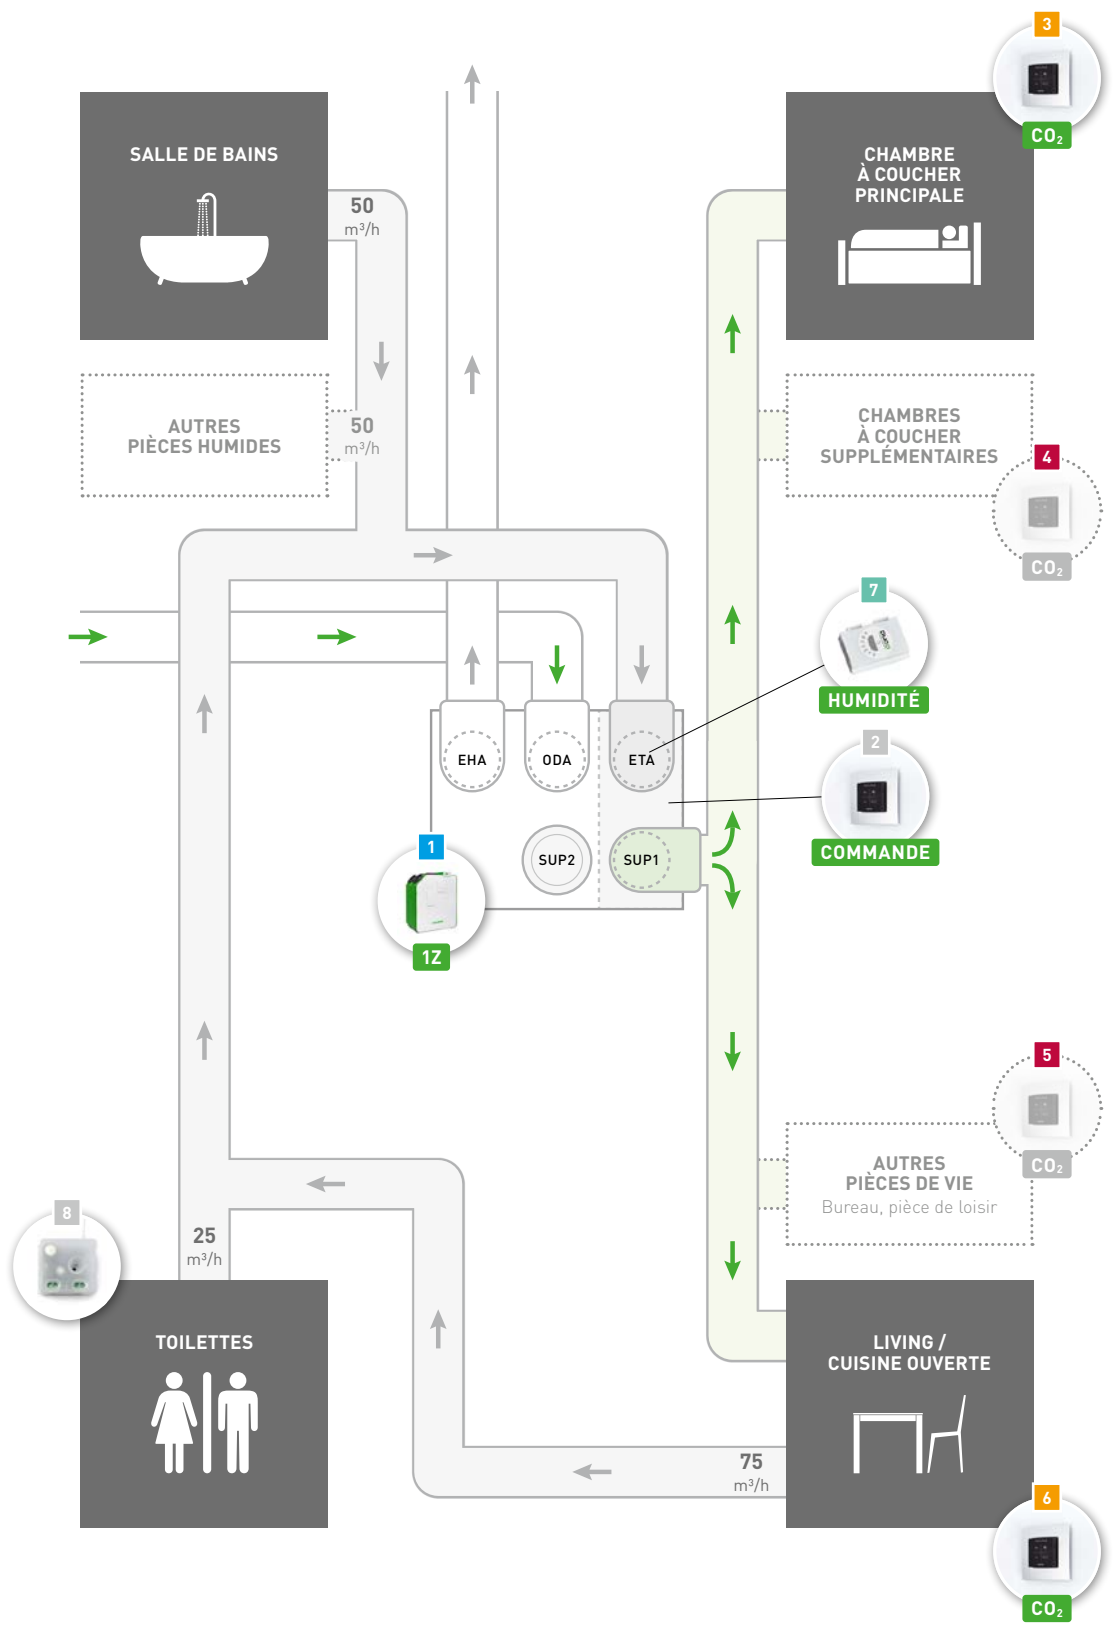 3
CO₂
SALLE DE BAINS
50
m³/h
CHAMBRE
À COUCHER
PRINCIPALE
AUTRES
PIÈCES HUMIDES
50
m³/h
CHAMBRES
À COUCHER
SUPPLÉMENTAIRES
4
CO₂
7
HUMIDITÉ
2
COMMANDE
EHA
ODA
ETA
SUP2
SUP1
1
1Z
5
CO₂
AUTRES
PIÈCES DE VIE
Bureau, pièce de loisir
8
25
m³/h
TOILETTES
LIVING /
CUISINE OUVERTE
75
m³/h
6
CO₂